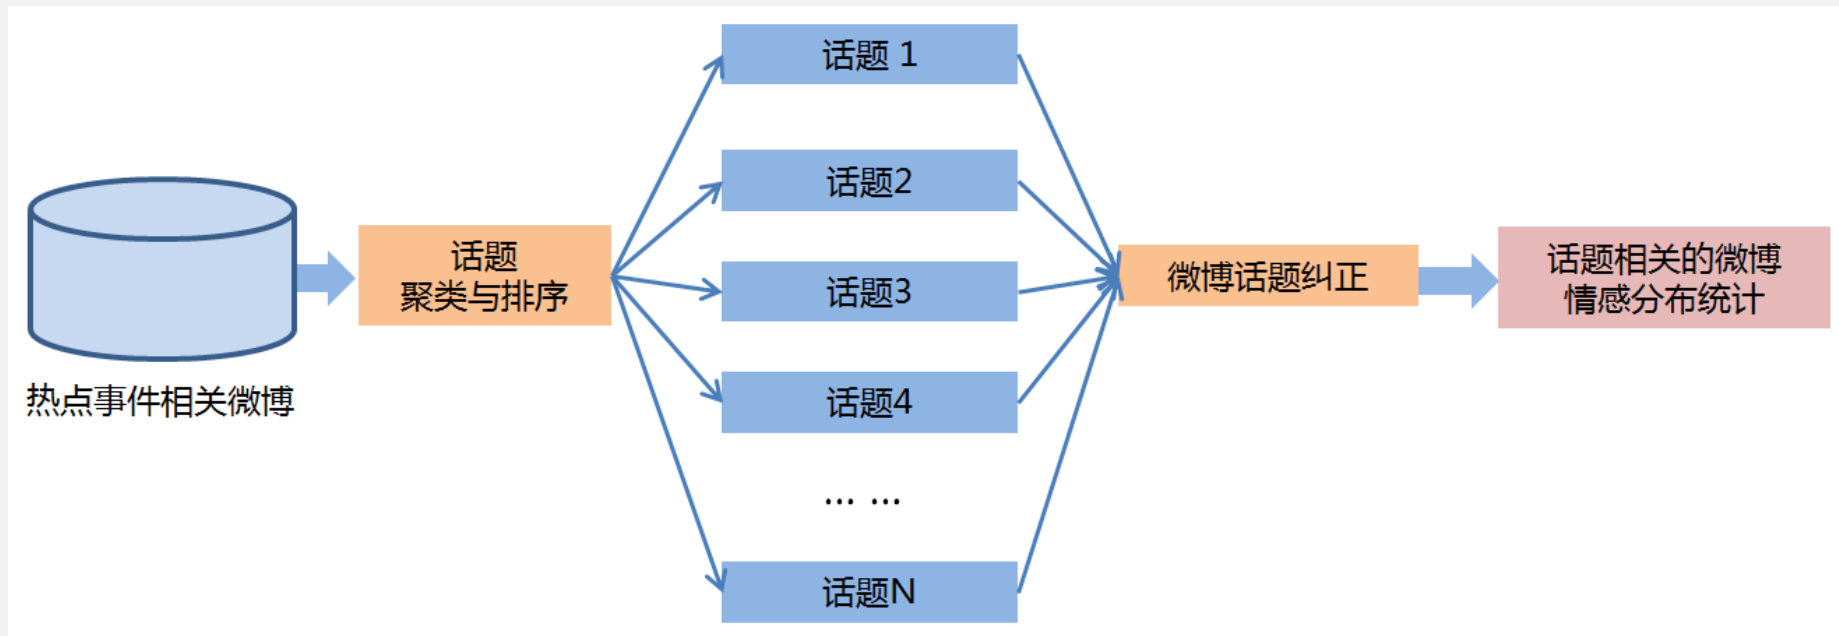 热点事件相关微博
话题
聚类与排序
话题 1
话题2
话题3
话题4
... ...
话题N
微博话题纠正
话题相关的微博
情感分布统计